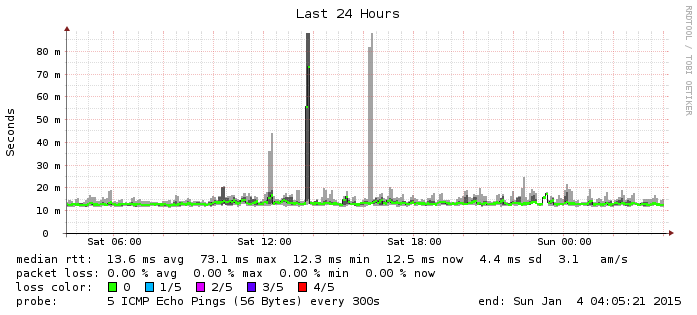 Last 24 Hours
RRDTOOL / TOBI OETIKER
Seconds
80 m
70 m
60 m
50 m
40 m
30 m
20 m
10 m
0
Sat 06:00 Sat 12:00 Sat 18:00 Sun 00:00
median rtt: 13.6 ms avg 73.1 ms max 12.3 ms min 12.5 ms now 4.4 ms sd 3.1 am/s
packet loss: 0.00 % avg 0.00 % max 0.00 % min 0.00 % now
loss color: 0 1/5 2/5 3/5 4/5
probe: 5 ICMP Echo Pings (56 Bytes) every 300s end: Sun Jan 4 04:05:21 2015